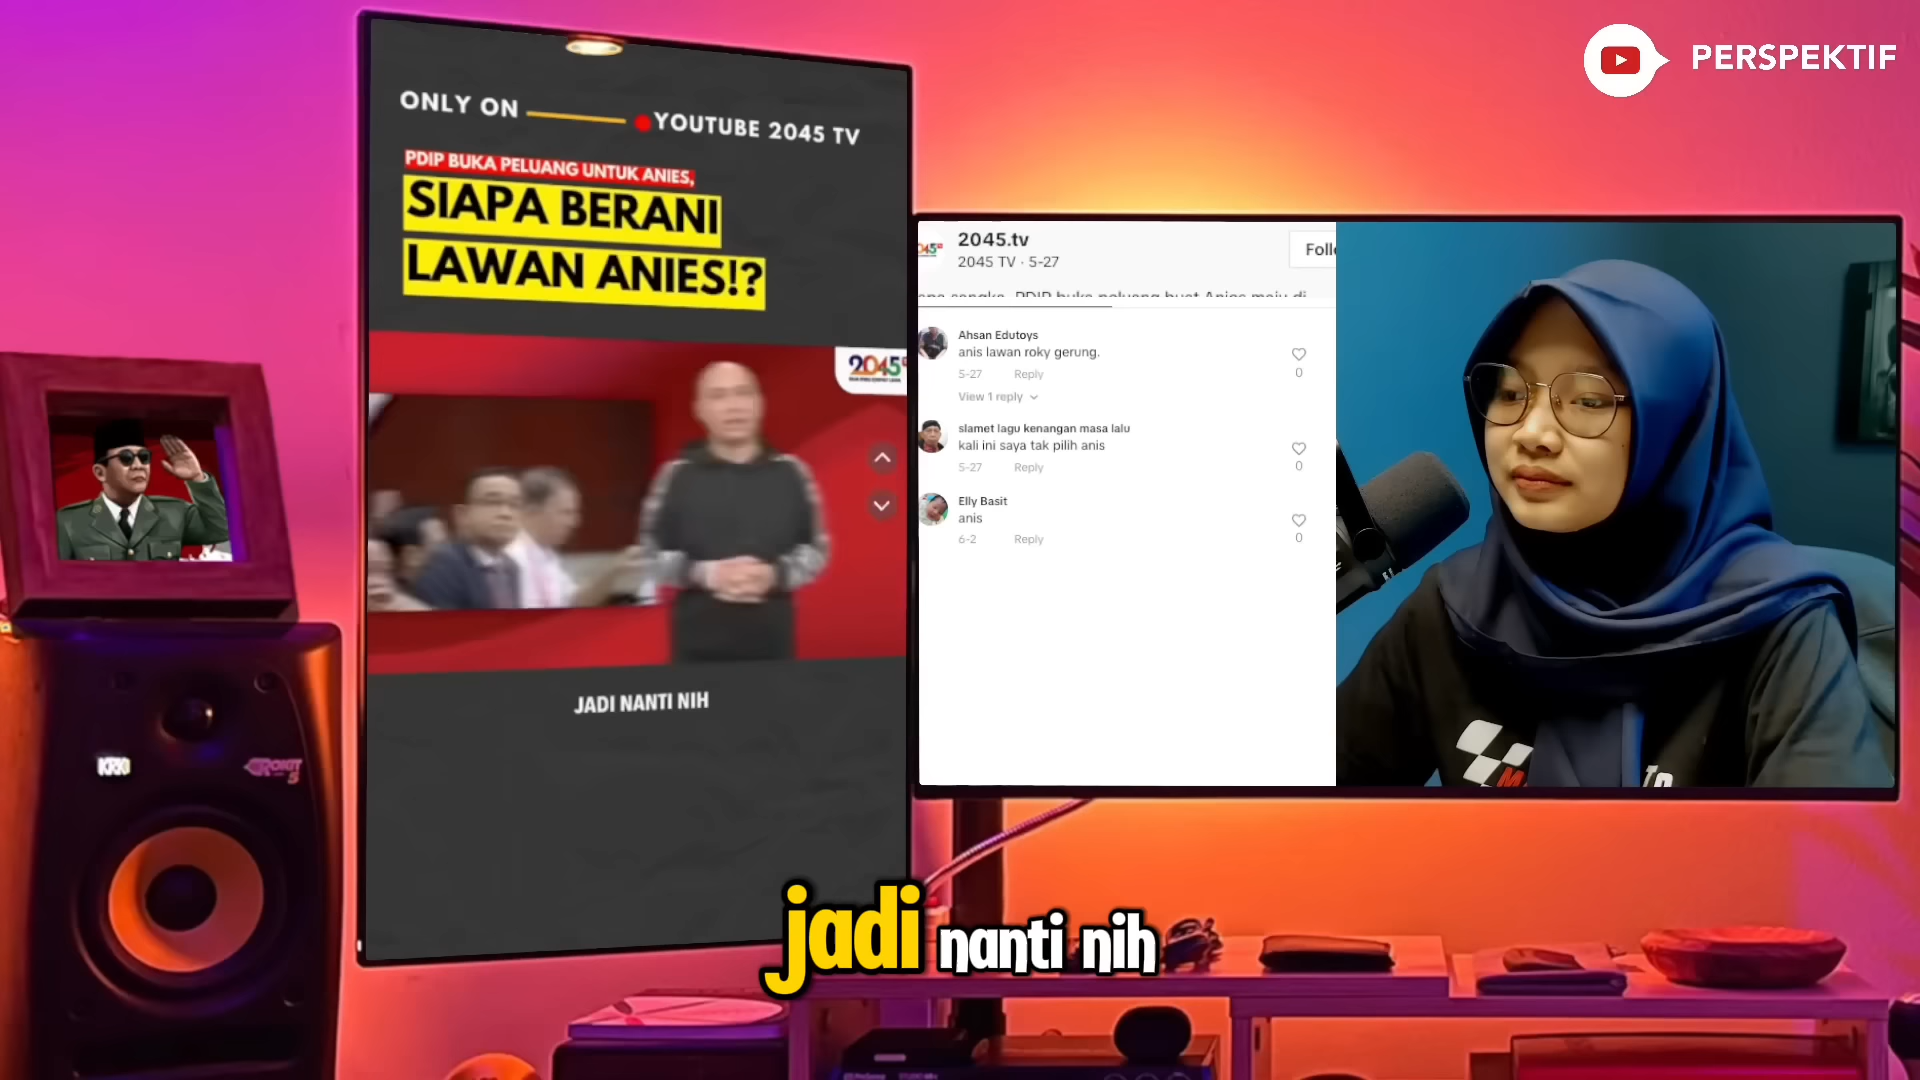 PERSPEKTIF
ONLY ON
YOUTUBE 2045 TV
PDIP BUKA PELUANG UNTUK ANIES,
SIAPA BERANI
LAWAN ANIES!?
2045
JADI NANTI NIH
2045.tv
2045 TV · 5-27
Ahsan Edutoys
anis lawan roky gerung.
5-27 Reply
0
View 1 reply
slamet lagu kenangan masa lalu
kali ini saya tak pilih anis
5-27 Reply
0
Elly Basit
anis
6-2 Reply
0
KRK
ROKIT 5
jadi nanti nih